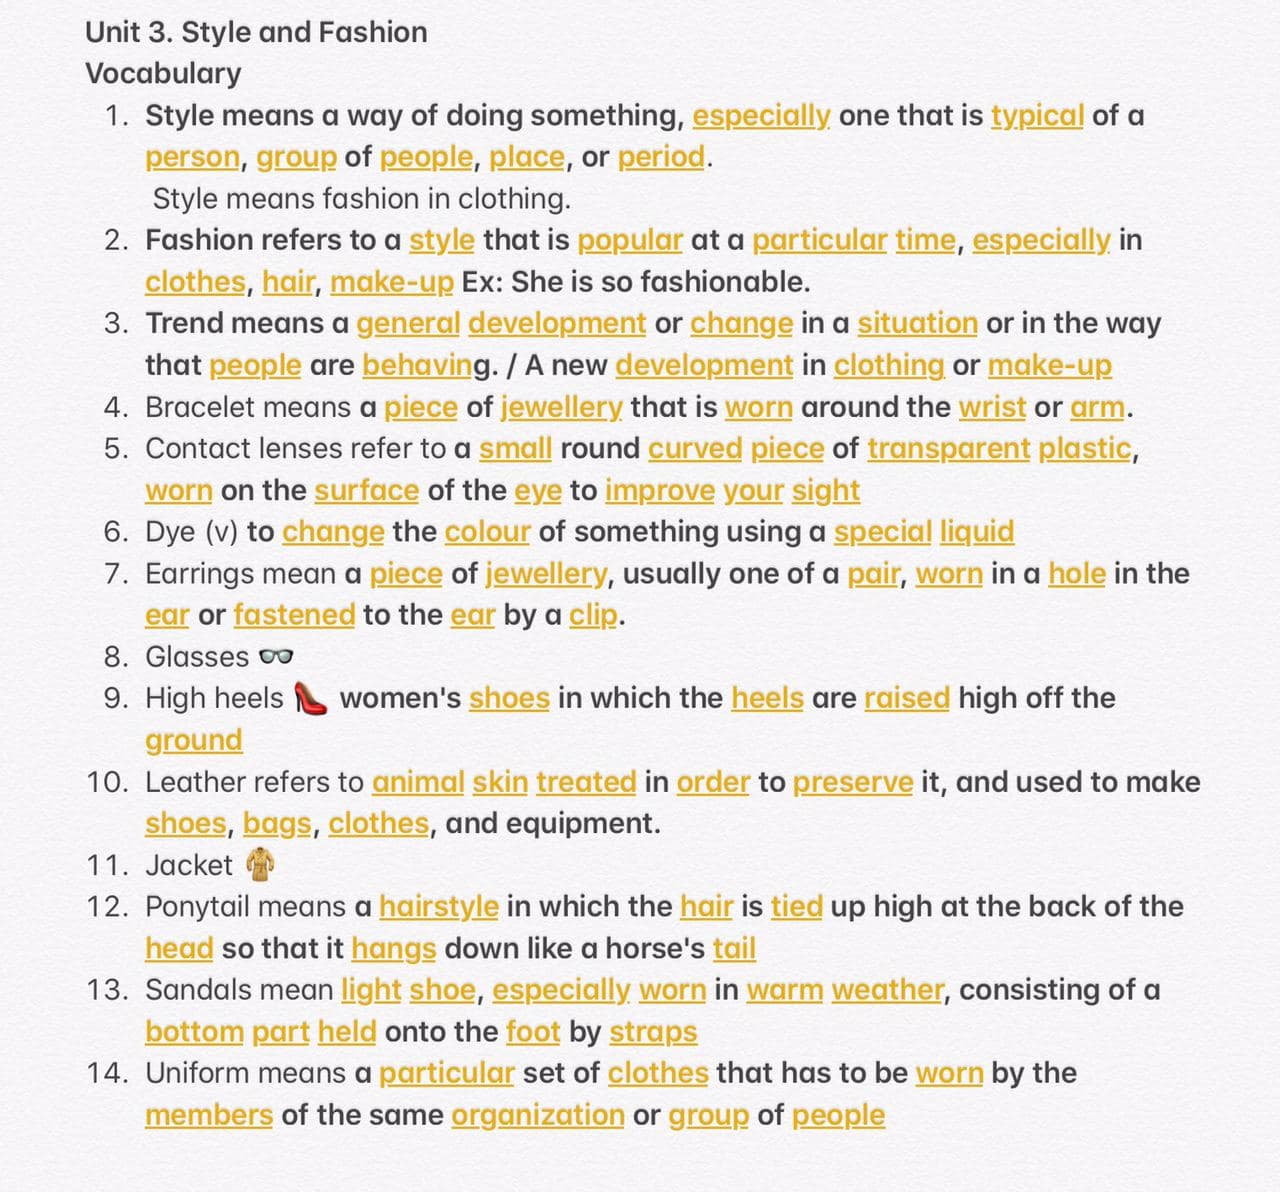 Unit 3. Style and Fashion
Vocabulary
1. Style means a way of doing something, especially one that is typical of a
person, group of people, place, or period.
Style means fashion in clothing.
2. Fashion refers to a style that is popular at a particular time, especially in
clothes, hair, make-up Ex: She is so fashionable.
3. Trend means a general development or change in a situation or in the way
that people are behaving. / A new development in clothing or make-up
4. Bracelet means a piece of jewellery that is worn around the wrist or arm.
5. Contact lenses refer to a small round curved piece of transparent plastic,
worn on the surface of the eye to improve your sight
6. Dye (v) to change the colour of something using a special liquid
7. Earrings mean a piece of jewellery, usually one of a pair, worn in a hole in the
ear or fastened to the ear by a clip.
8. Glasses 👓
9. High heels 👠 women's shoes in which the heels are raised high off the
ground
10. Leather refers to animal skin treated in order to preserve it, and used to make
shoes, bags, clothes, and equipment.
11. Jacket 🧥
12. Ponytail means a hairstyle in which the hair is tied up high at the back of the
head so that it hangs down like a horse's tail
13. Sandals mean light shoe, especially worn in warm weather, consisting of a
bottom part held onto the foot by straps
14. Uniform means a particular set of clothes that has to be worn by the
members of the same organization or group of people